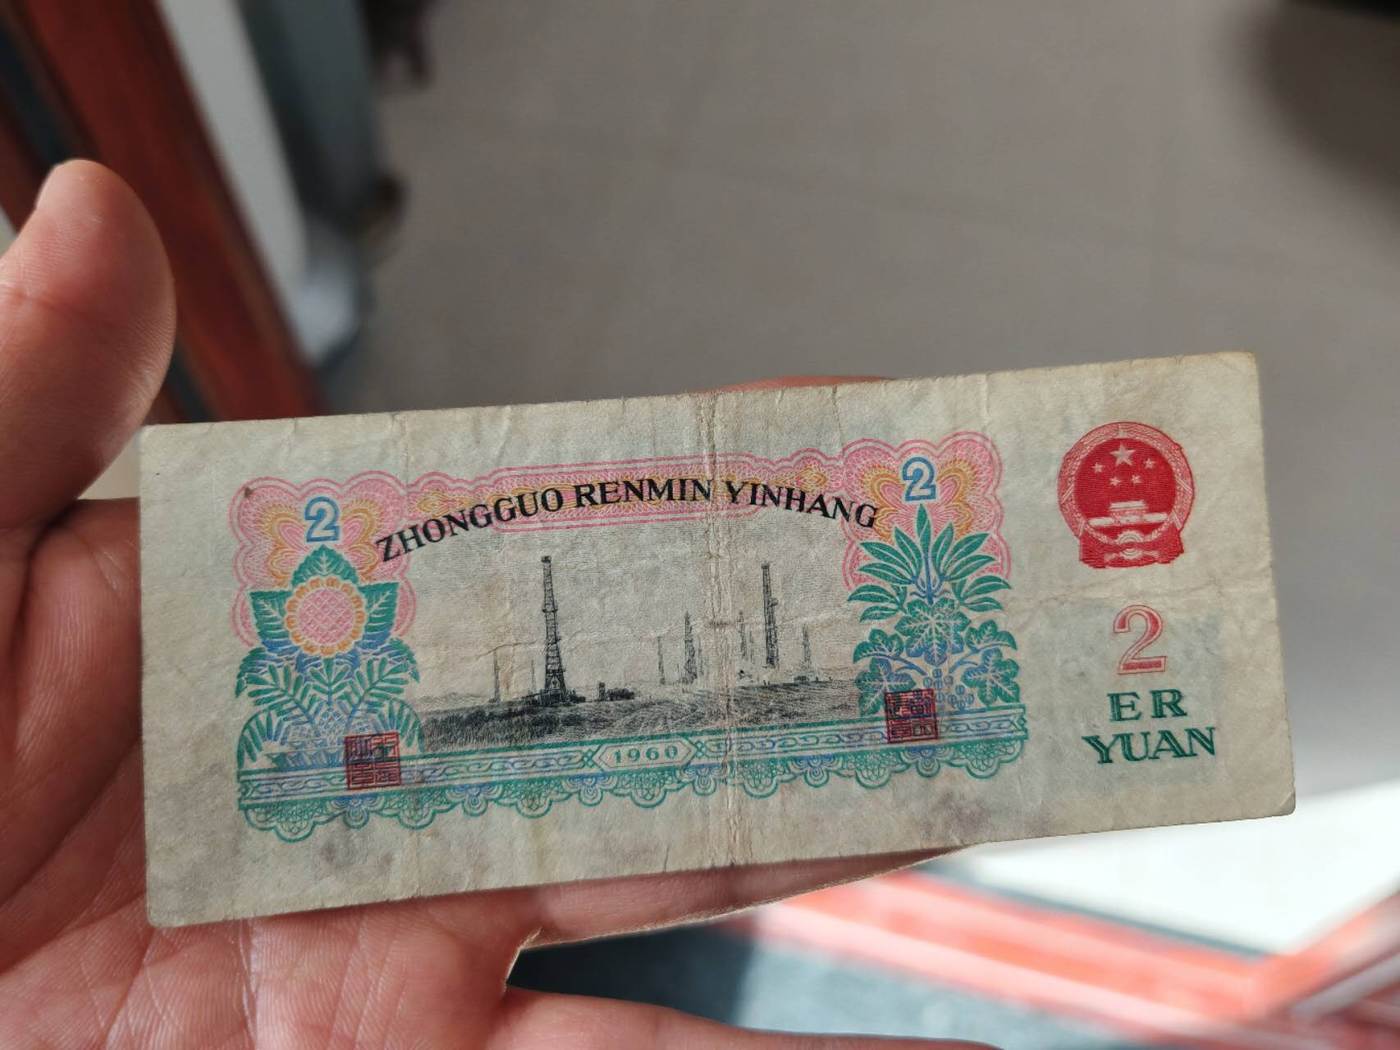 2
2
ZHONGGUO RENMIN YINHANG
2
ER
YUAN
1960